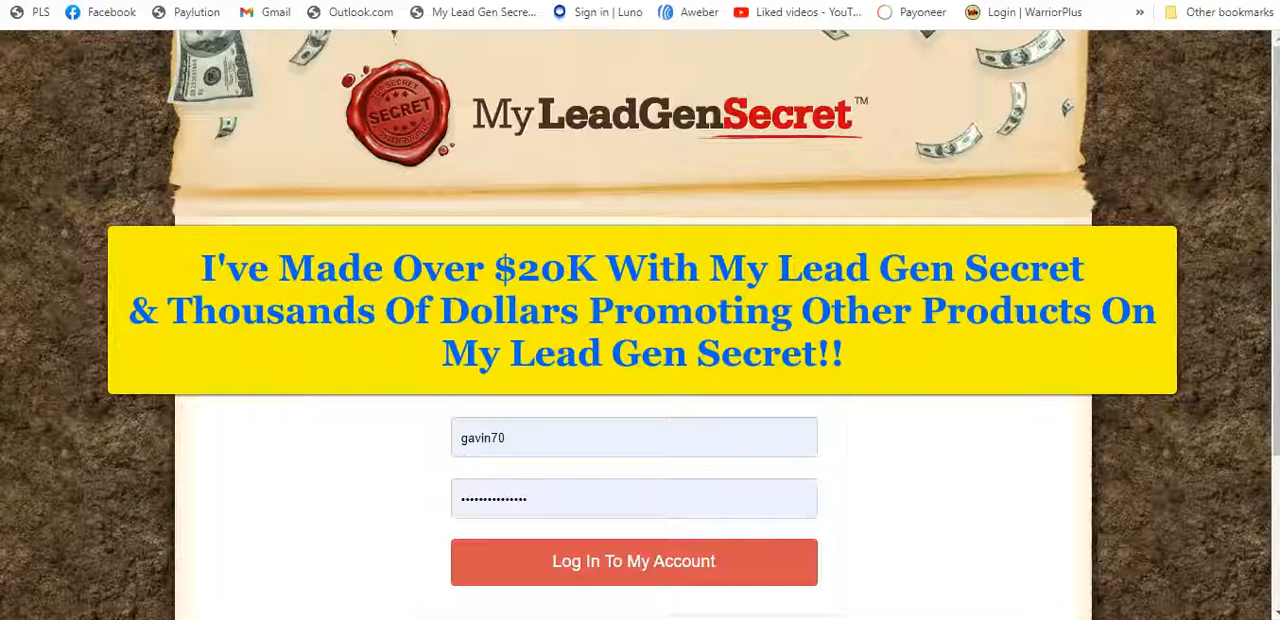 PLS Facebook Paylution Gmail Outlook.com My Lead Gen Secre... Sign in | Luno Aweber Liked videos - YouT... Payoneer Login | WarriorPlus » Other bookmarks
SECRET
My LeadGenSecret™
I've Made Over $20K With My Lead Gen Secret
& Thousands Of Dollars Promoting Other Products On
My Lead Gen Secret!!
gavin70
Log In To My Account